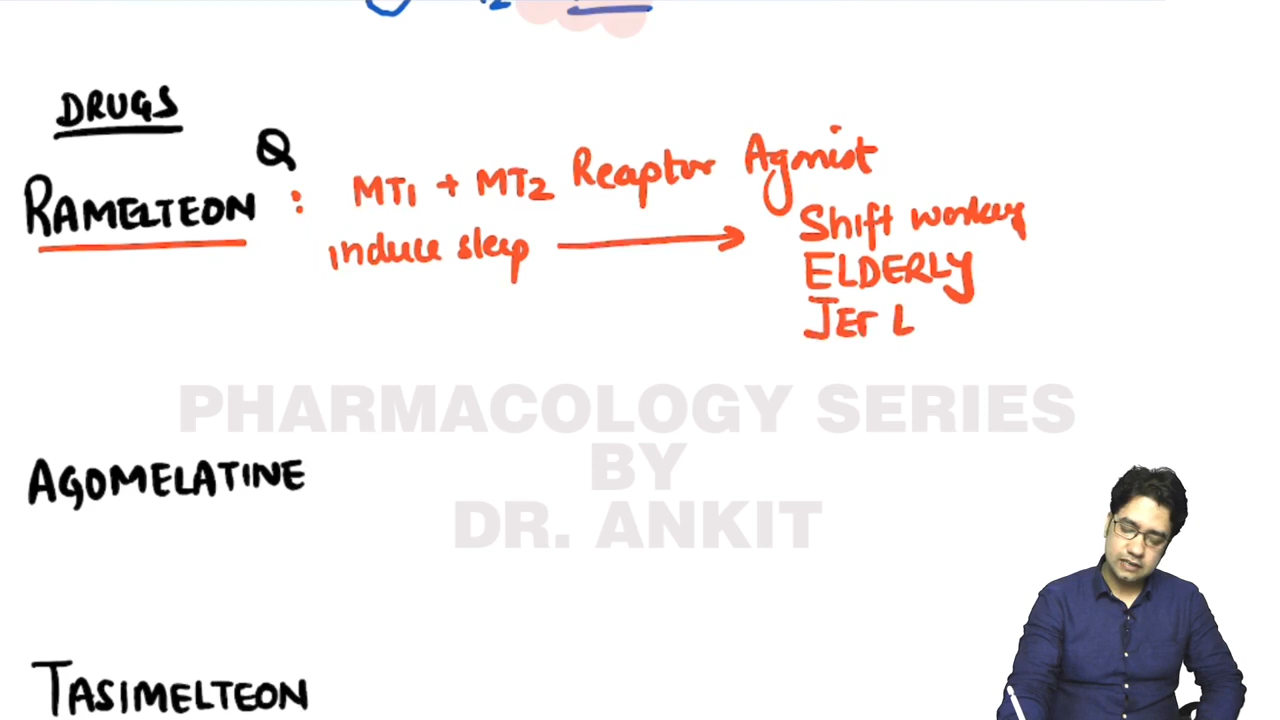 DRUGS
Q
RAMELTEON : MT1 + MT2 Receptor Agonist
induce sleep → Shift workers
ELDERLY
JET L
PHARMACOLOGY SERIES
BY
DR. ANKIT
AGOMELATINE
TASIMELTEON